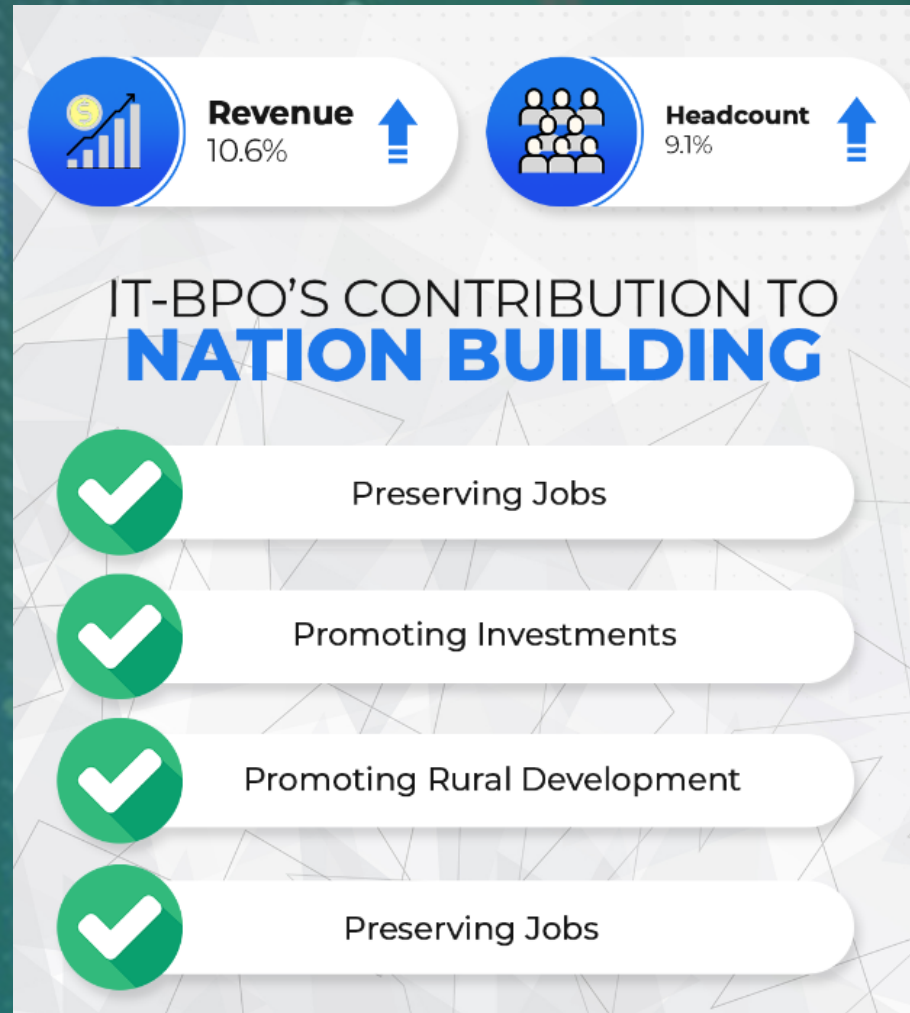 Revenue
10.6%
Headcount
9.1%
IT-BPO'S CONTRIBUTION TO
NATION BUILDING
Preserving Jobs
Promoting Investments
Promoting Rural Development
Preserving Jobs